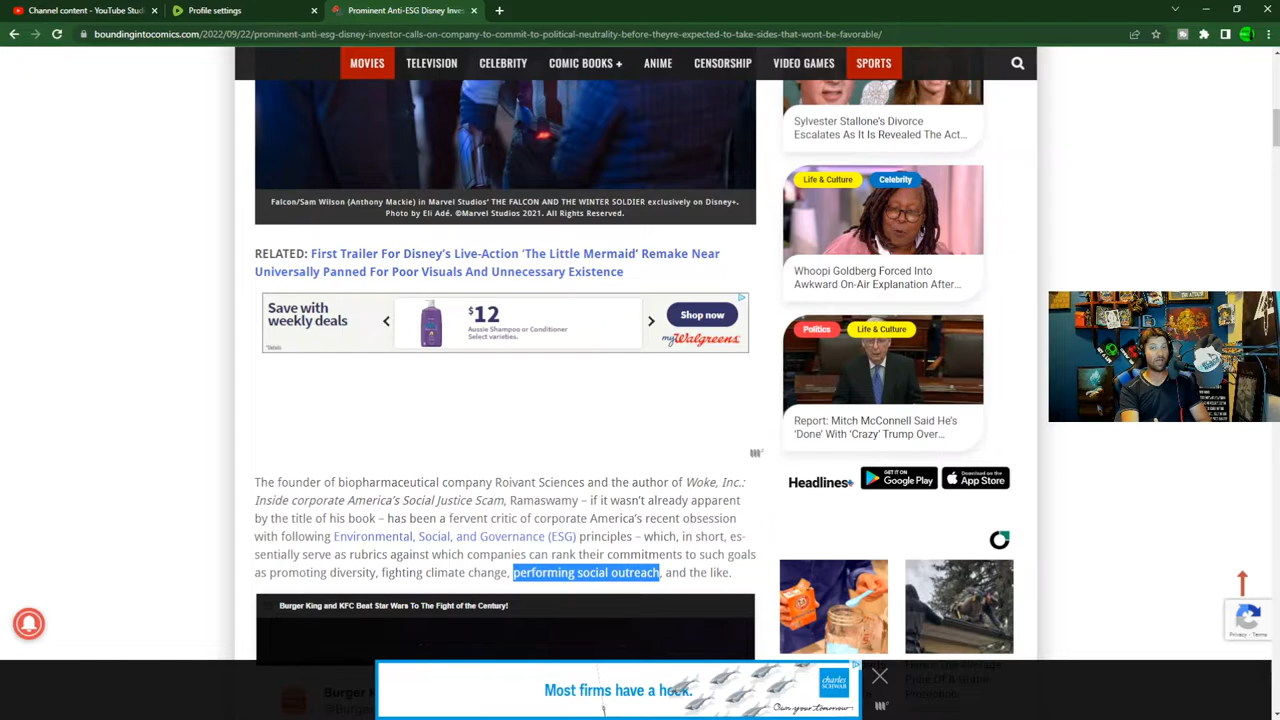 Channel content - YouTube Stud
Profile settings
Prominent Anti-ESG Disney Inves
boundingintocomics.com/2022/09/22/prominent-anti-esg-disney-investor-calls-on-company-to-commit-to-political-neutrality-before-theyre-expected-to-take-sides-that-wont-be-favorable/
MOVIES TELEVISION CELEBRITY COMIC BOOKS + ANIME CENSORSHIP VIDEO GAMES SPORTS
Falcon/Sam Wilson (Anthony Mackie) in Marvel Studios' THE FALCON AND THE WINTER SOLDIER exclusively on Disney+.
Photo by Eli Adé. ©Marvel Studios 2021. All Rights Reserved.
RELATED: First Trailer For Disney's Live-Action 'The Little Mermaid' Remake Near
Universally Panned For Poor Visuals And Unnecessary Existence
Save with
weekly deals
$12
Aussie Shampoo or Conditioner
Select varieties.
Shop now
myWalgreens
The founder of biopharmaceutical company Roivant Sciences and the author of Woke, Inc.:
Inside corporate America's Social Justice Scam, Ramaswamy – if it wasn't already apparent
by the title of his book – has been a fervent critic of corporate America's recent obsession
with following Environmental, Social, and Governance (ESG) principles – which, in short, es-
sentially serve as rubrics against which companies can rank their commitments to such goals
as promoting diversity, fighting climate change, performing social outreach, and the like.
Burger King and KFC Beat Star Wars To The Fight of the Century!
Burger K
@Burger
Sylvester Stallone's Divorce
Escalates As It Is Revealed The Act...
Life & Culture Celebrity
Whoopi Goldberg Forced Into
Awkward On-Air Explanation After...
Politics Life & Culture
Report: Mitch McConnell Said He's
'Done' With 'Crazy' Trump Over...
Headlines+
GET IT ON
Google Play
Download on the
App Store
Privacy - Terms
Most firms have a hook.
charles
SCHWAB
Own your tomorrow